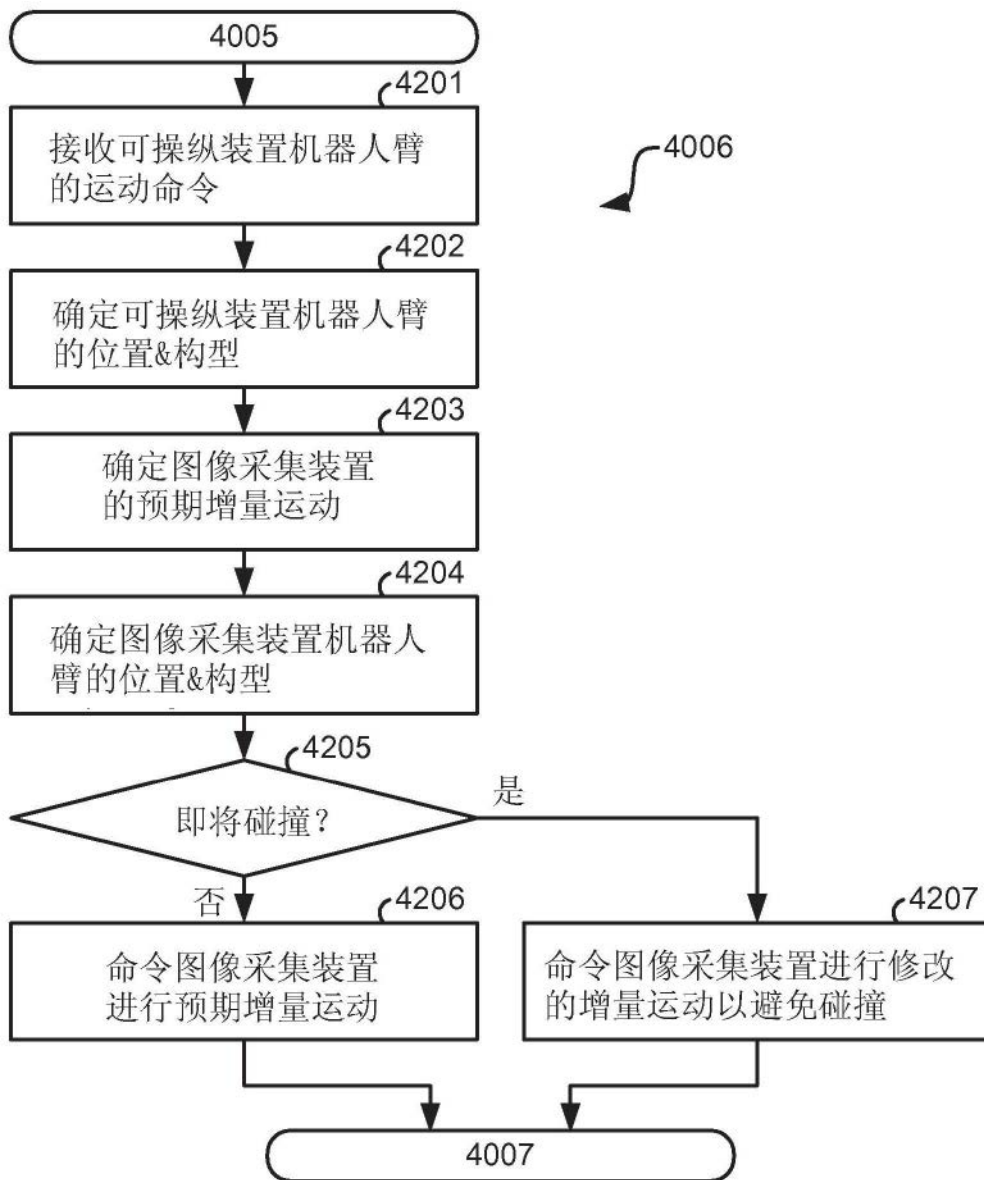 4005
4201
接收可操纵装置机器人臂
的运动命令
4006
4202
确定可操纵装置机器人臂
的位置&构型
4203
确定图像采集装置
的预期增量运动
4204
确定图像采集装置机器人
臂的位置&构型
4205
即将碰撞?
是
否
4206
命令图像采集装置
进行预期增量运动
4207
命令图像采集装置进行修改
的增量运动以避免碰撞
4007